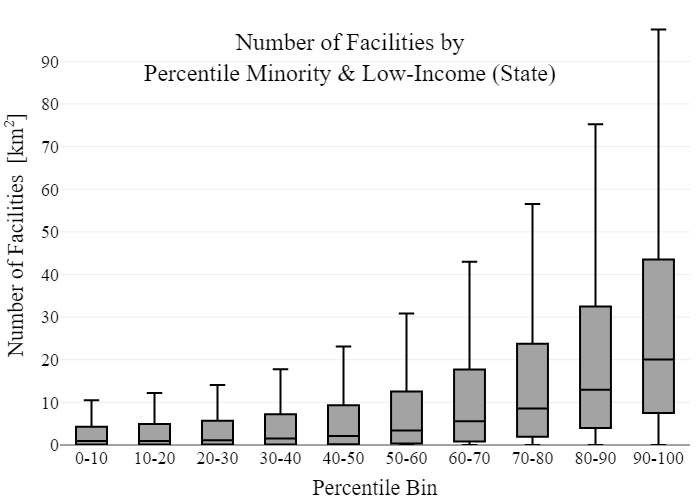 Number of Facilities by
Percentile Minority & Low-Income (State)
Number of Facilities [km²]
90
80
70
60
50
40
30
20
10
0
0-10 10-20 20-30 30-40 40-50 50-60 60-70 70-80 80-90 90-100
Percentile Bin